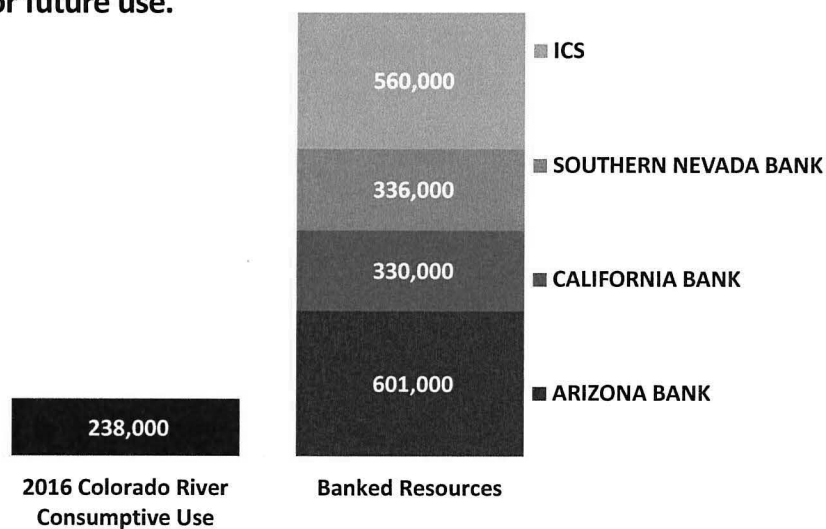 or future use.
560,000
ICS
336,000
SOUTHERN NEVADA BANK
330,000
CALIFORNIA BANK
601,000
ARIZONA BANK
238,000
2016 Colorado River
Consumptive Use
Banked Resources